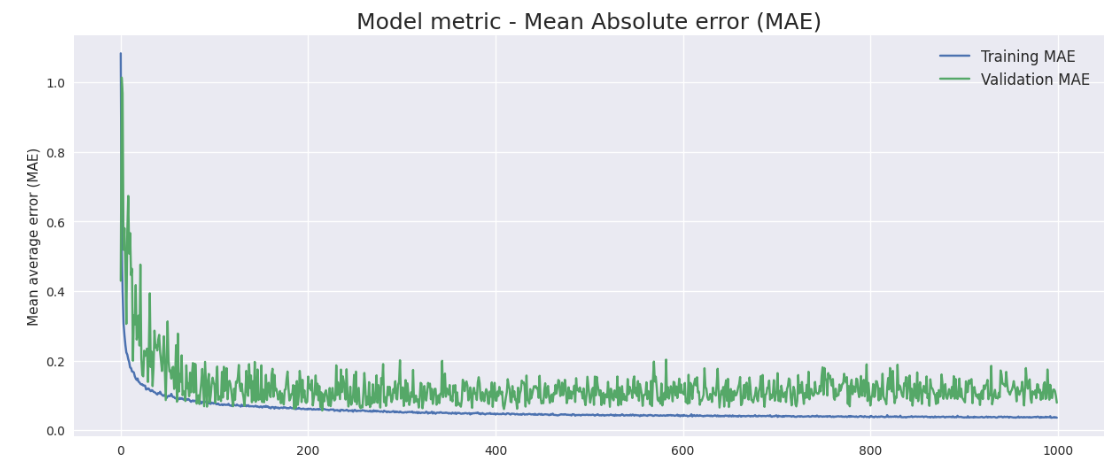 Model metric - Mean Absolute error (MAE)
Training MAE
Validation MAE
Mean average error (MAE)
1.0
0.8
0.6
0.4
0.2
0.0
0 200 400 600 800 1000